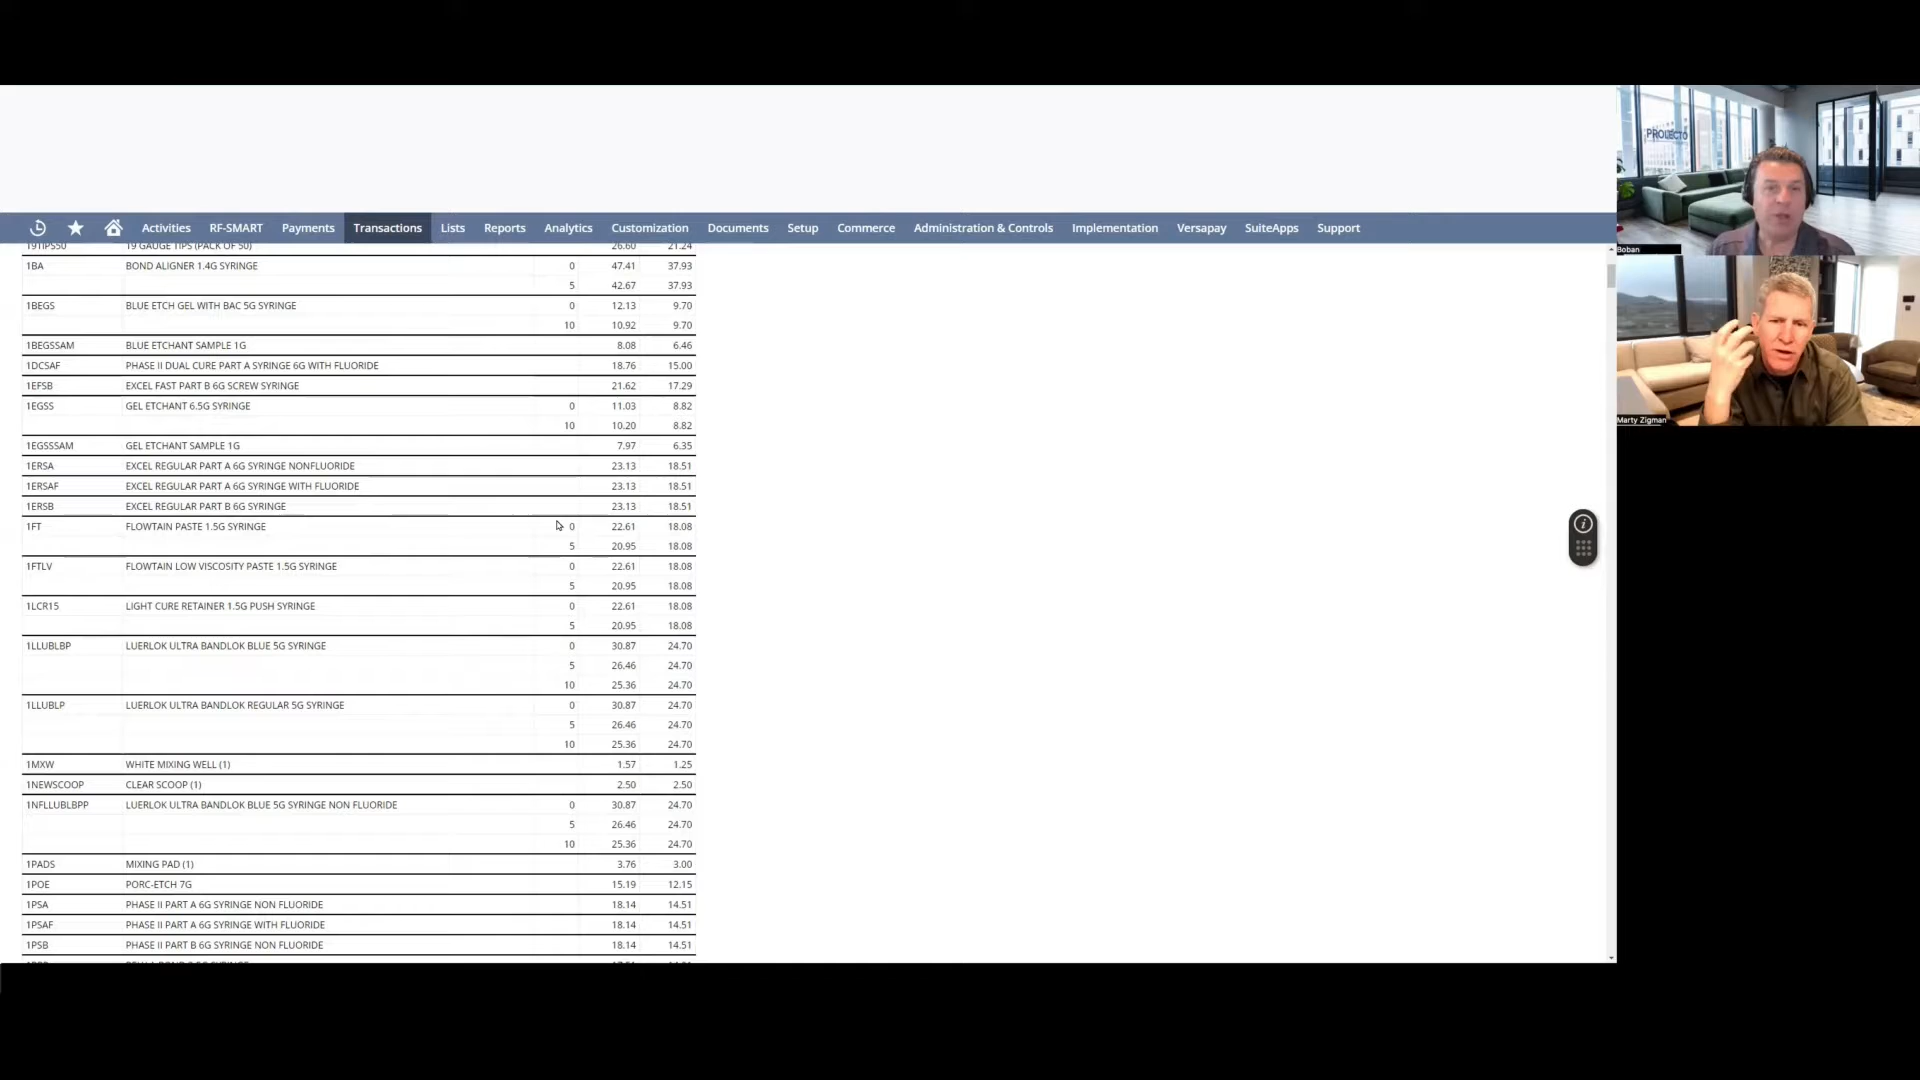 PROLECTO
Boban
Marty Zigman
Activities RF-SMART Payments Transactions Lists Reports Analytics Customization Documents Setup Commerce Administration & Controls Implementation Versapay SuiteApps Support
19TIPS50 19 GAUGE TIPS (PACK OF 50) 26.60 21.24
1BA BOND ALIGNER 1.4G SYRINGE 0 47.41 37.93
5 42.67 37.93
1BEGS BLUE ETCH GEL WITH BAC 5G SYRINGE 0 12.13 9.70
10 10.92 9.70
1BEGSSAM BLUE ETCHANT SAMPLE 1G 8.08 6.46
1DCSAF PHASE II DUAL CURE PART A SYRINGE 6G WITH FLUORIDE 18.76 15.00
1EFSB EXCEL FAST PART B 6G SCREW SYRINGE 21.62 17.29
1EGSS GEL ETCHANT 6.5G SYRINGE 0 11.03 8.82
10 10.20 8.82
1EGSSSAM GEL ETCHANT SAMPLE 1G 7.97 6.35
1ERSA EXCEL REGULAR PART A 6G SYRINGE NONFLUORIDE 23.13 18.51
1ERSAF EXCEL REGULAR PART A 6G SYRINGE WITH FLUORIDE 23.13 18.51
1ERSB EXCEL REGULAR PART B 6G SYRINGE 23.13 18.51
1FT FLOWTAIN PASTE 1.5G SYRINGE 0 22.61 18.08
5 20.95 18.08
1FTLV FLOWTAIN LOW VISCOSITY PASTE 1.5G SYRINGE 0 22.61 18.08
5 20.95 18.08
1LCR15 LIGHT CURE RETAINER 1.5G PUSH SYRINGE 0 22.61 18.08
5 20.95 18.08
1LLUBLBP LUERLOK ULTRA BANDLOK BLUE 5G SYRINGE 0 30.87 24.70
5 26.46 24.70
10 25.36 24.70
1LLUBLP LUERLOK ULTRA BANDLOK REGULAR 5G SYRINGE 0 30.87 24.70
5 26.46 24.70
10 25.36 24.70
1MXW WHITE MIXING WELL (1) 1.57 1.25
1NEWSCOOP CLEAR SCOOP (1) 2.50 2.50
1NFLLUBLBPP LUERLOK ULTRA BANDLOK BLUE 5G SYRINGE NON FLUORIDE 0 30.87 24.70
5 26.46 24.70
10 25.36 24.70
1PADS MIXING PAD (1) 3.76 3.00
1POE PORC-ETCH 7G 15.19 12.15
1PSA PHASE II PART A 6G SYRINGE NON FLUORIDE 18.14 14.51
1PSAF PHASE II PART A 6G SYRINGE WITH FLUORIDE 18.14 14.51
1PSB PHASE II PART B 6G SYRINGE NON FLUORIDE 18.14 14.51